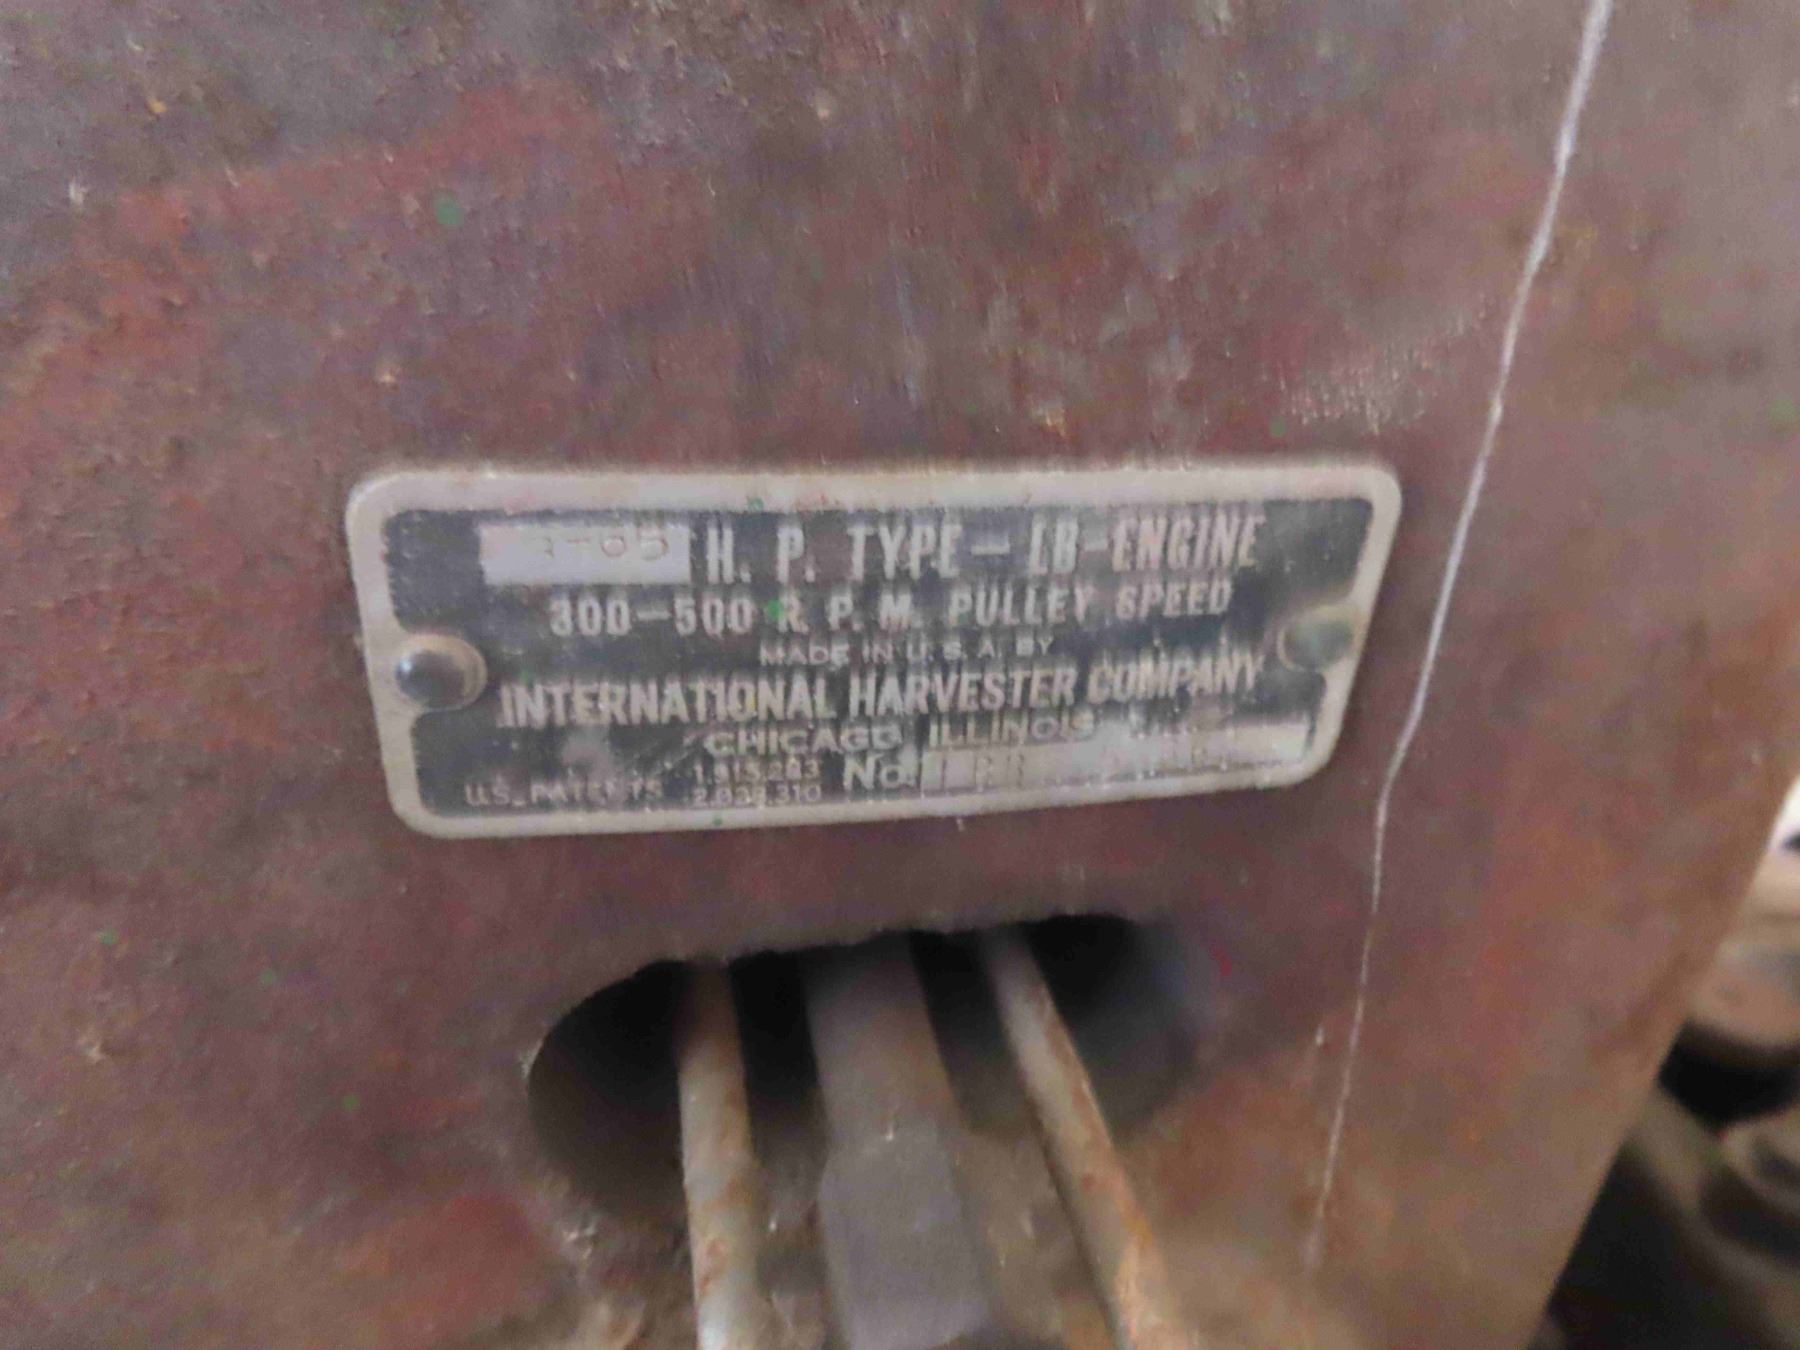 H. P. TYPE — LB-ENGINE
300-500 R. P. M. PULLEY SPEED
MADE IN U. S. A. BY
INTERNATIONAL HARVESTER COMPANY
CHICAGO ILLINOIS
U.S. PATENTS No.